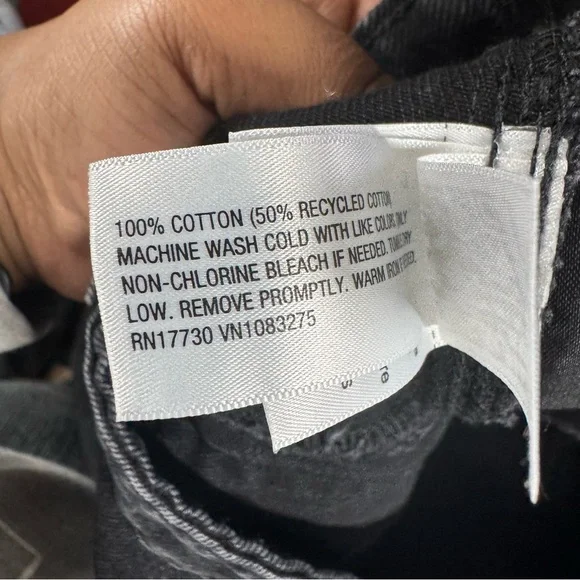 100% COTTON (50% RECYCLED COTTON)
MACHINE WASH COLD WITH LIKE COLORS ONLY
NON-CHLORINE BLEACH IF NEEDED. TUMBLE DRY
LOW. REMOVE PROMPTLY. WARM IRON IF
RN17730 VN1083275
re
s